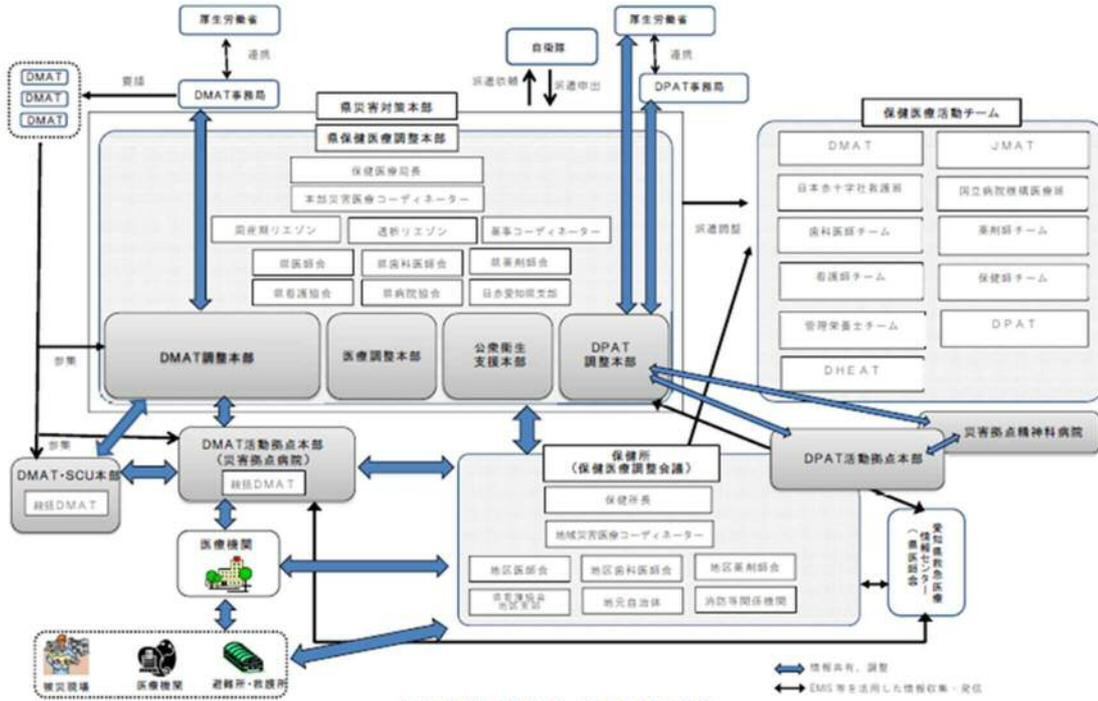 厚生労働省
連携
DMAT事務局
要請
DMAT
DMAT
DMAT
参集
参集
自衛隊
派遣依頼
派遣申出
厚生労働省
連携
DPAT事務局
県災害対策本部
県保健医療調整本部
保健医療局長
本部災害医療コーディネーター
周産期リエゾン
透析リエゾン
薬事コーディネーター
県医師会
県歯科医師会
県薬剤師会
県看護協会
県病院協会
日赤愛知県支部
DMAT調整本部
医療調整本部
公衆衛生
支援本部
DPAT
調整本部
派遣調整
保健医療活動チーム
DMAT
JMAT
日本赤十字社救護班
国立病院機構医療班
歯科医師チーム
薬剤師チーム
看護師チーム
保健師チーム
管理栄養士チーム
DPAT
DHEAT
DMAT・SCU本部
統括DMAT
DMAT活動拠点本部
(災害拠点病院)
統括DMAT
医療機関
被災現場
医療機関
避難所・救護所
保健所
(保健医療調整会議)
保健所長
地域災害医療コーディネーター
地区医師会
地区歯科医師会
地区薬剤師会
県看護協会
地区支部
地元自治体
消防等関係機関
DPAT活動拠点本部
災害拠点精神科病院
愛知県救急医療
情報センター
(県医師会)
情報共有、調整
EMIS等を活用した情報収集・発信